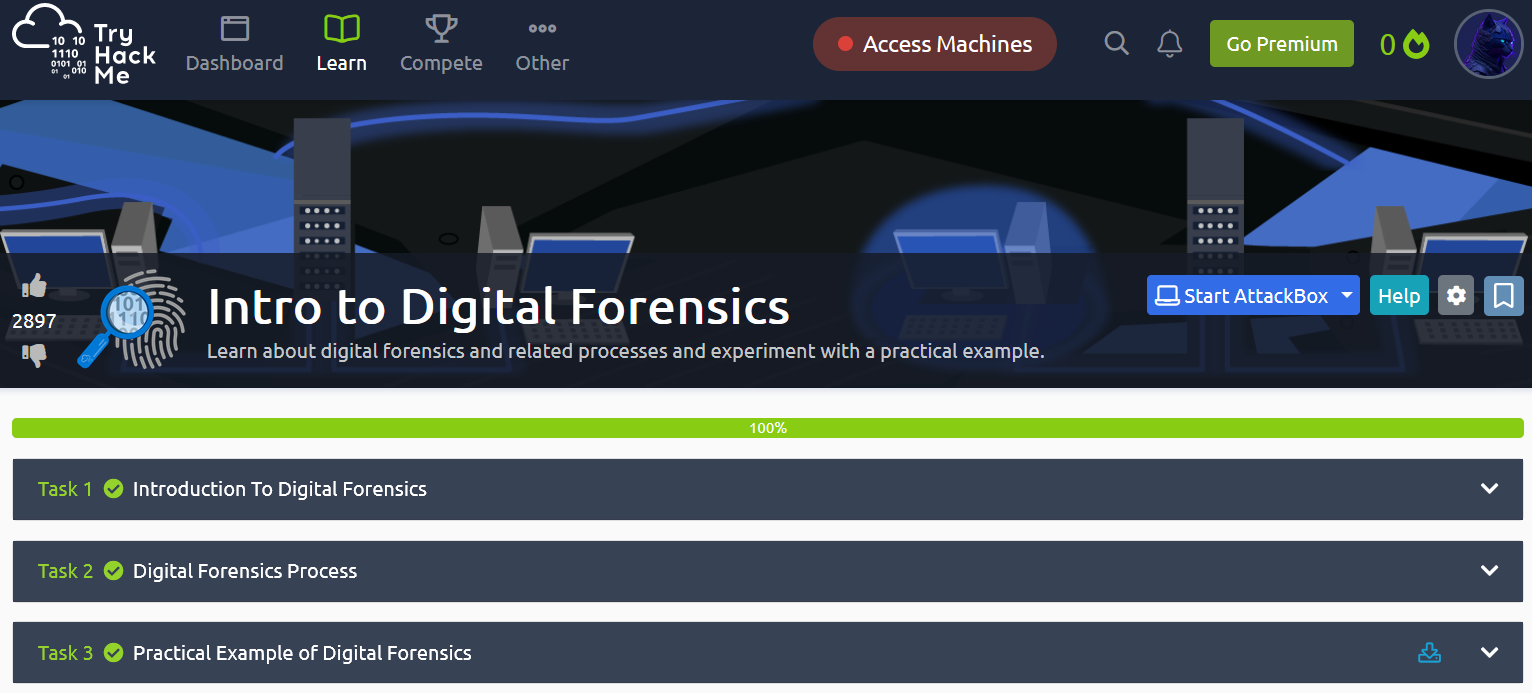 Try
Hack
Me
10 10
1110
0101 01
01 010
Dashboard
Learn
Compete
Other
Access Machines
Go Premium
0
2897
101
110
Intro to Digital Forensics
Learn about digital forensics and related processes and experiment with a practical example.
Start AttackBox
Help
100%
Task 1 Introduction To Digital Forensics
Task 2 Digital Forensics Process
Task 3 Practical Example of Digital Forensics